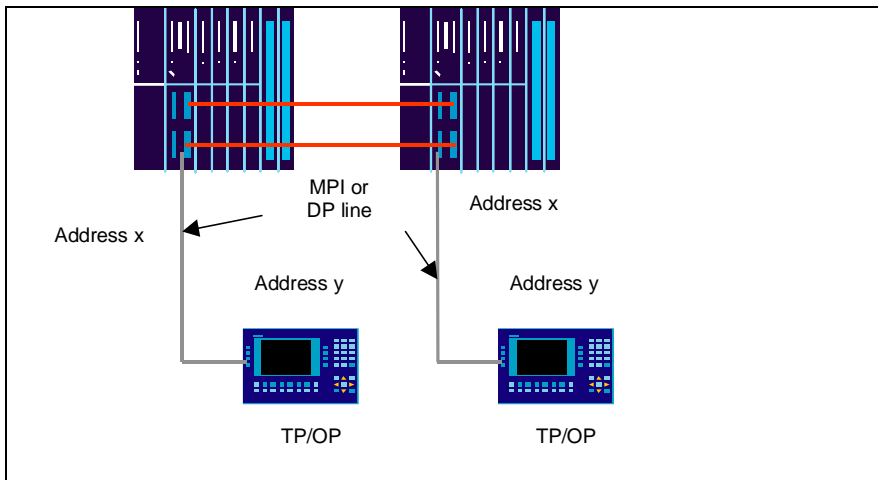 MPI or
DP line
Address x
Address x
Address y
Address y
TP/OP
TP/OP